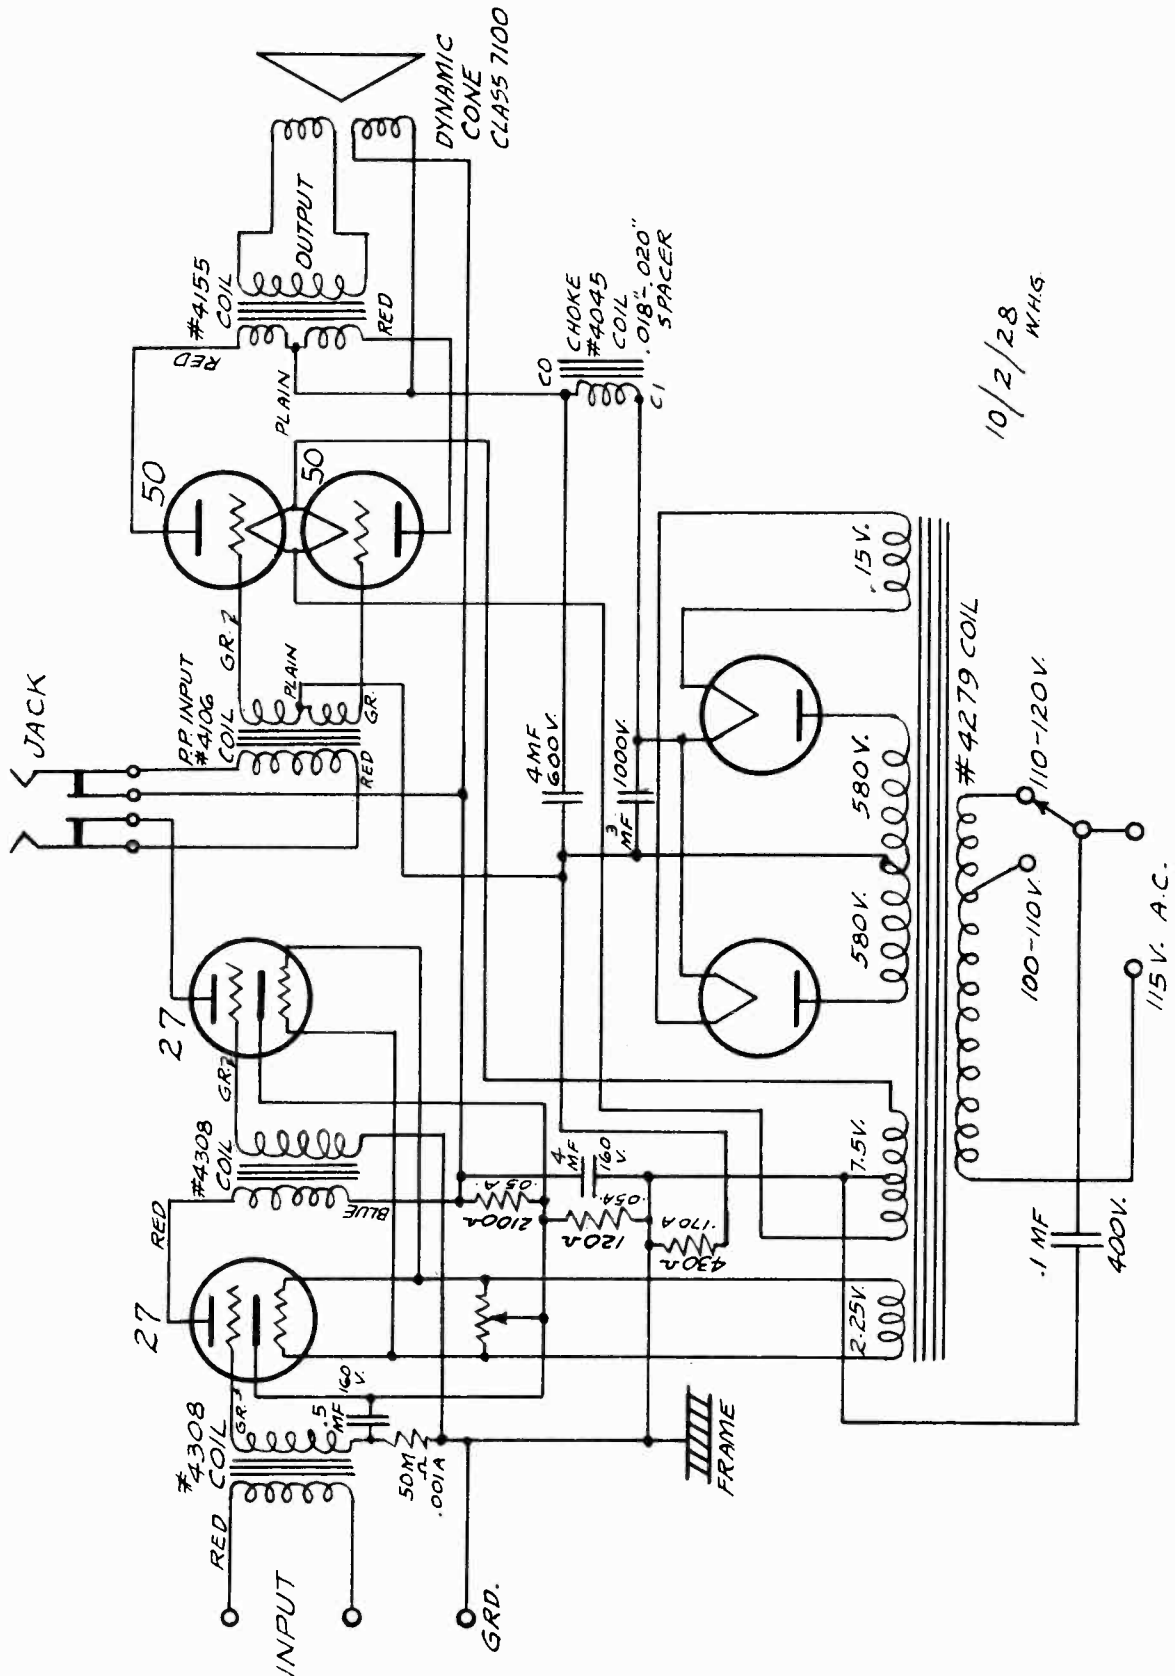 JACK
P.P. INPUT
#4106
COIL
GR.
PLAIN
GR.
RED
50
50
RED
PLAIN
RED
#4155
COIL
OUTPUT
DYNAMIC
CONE
CLASS 7100
27
GR.
#4308
COIL
RED
BLUE
27
GR.
#4308
COIL
RED
INPUT
.5
MF
160
V.
50M
Ω
.001A
GRD.
FRAME
2100Ω
.05A
120Ω
.05A.
430Ω
.170A
4
MF
160
V.
4 MF
600V.
3
MF
1000V.
CO
CHOKE
#4045
COIL
.018"-.020"
SPACER
C1
2.25V.
7.5V.
580V.
580V.
15V.
#4279 COIL
110-120V.
100-110V.
115V. A.C.
.1 MF
400V.
10/2/28
W.H.G.